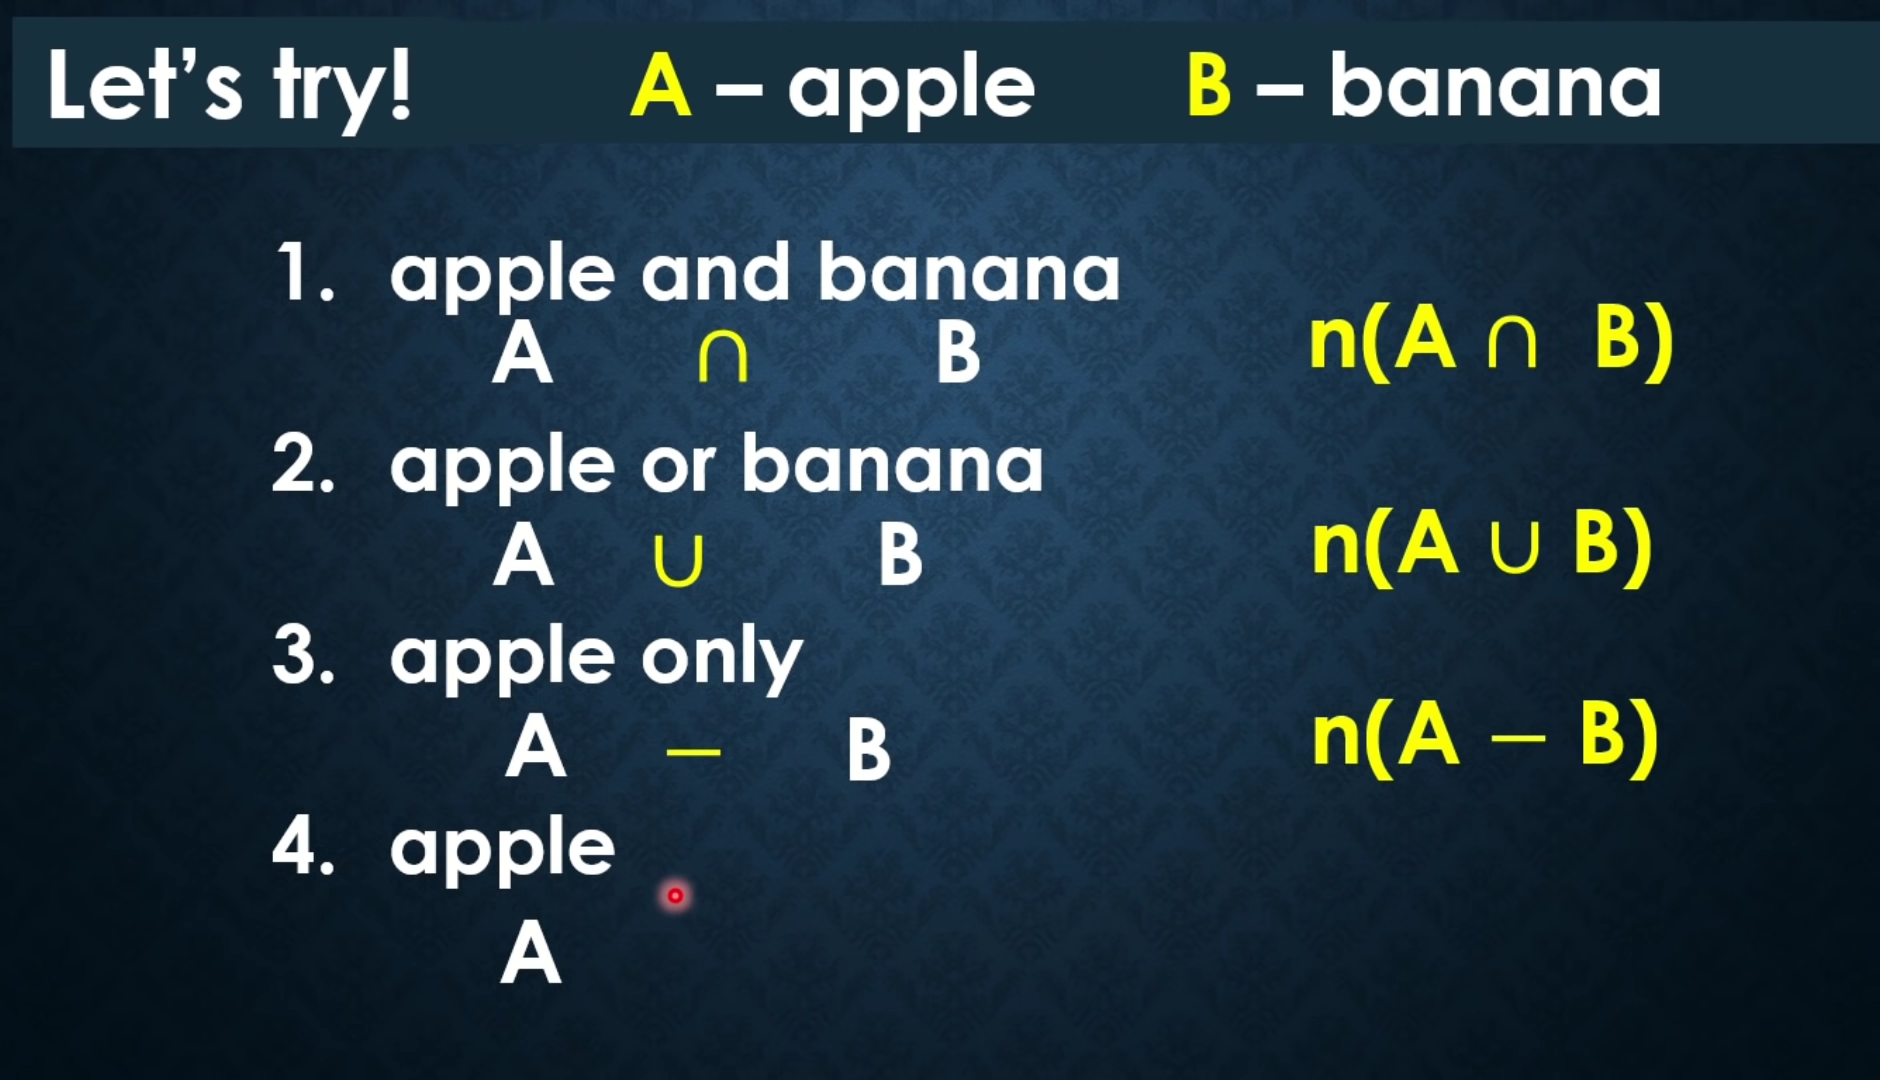 Let's try! A – apple B – banana
1. apple and banana
A ∩ B n(A ∩ B)
2. apple or banana
A ∪ B n(A ∪ B)
3. apple only
A − B n(A − B)
4. apple
A